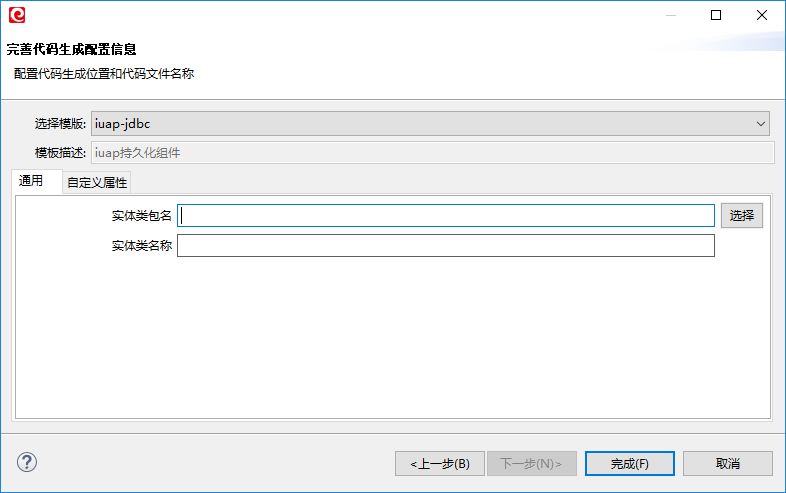 完善代码生成配置信息
配置代码生成位置和代码文件名称
选择模版: iuap-jdbc
模板描述: iuap持久化组件
通用 自定义属性
实体类包名 选择
实体类名称
<上一步(B) 下一步(N)> 完成(F) 取消